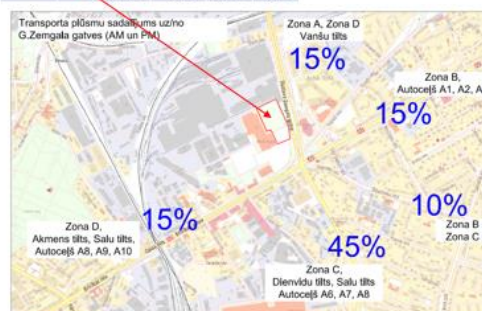 Transporta plūsmu sadalījums uz/no
G.Zemgala gatves (AM un PM)
Zona A, Zona D
Vanšu tilts
15%
Zona B,
Autoceļš A1, A2, A
15%
10%
Zona B
Zona C
15%
Zona D,
Akmens tilts, Salu tilts,
Autoceļš A8, A9, A10
45%
Zona C,
Dienvidu tilts, Salu tilts
Autoceļš A6, A7, A8